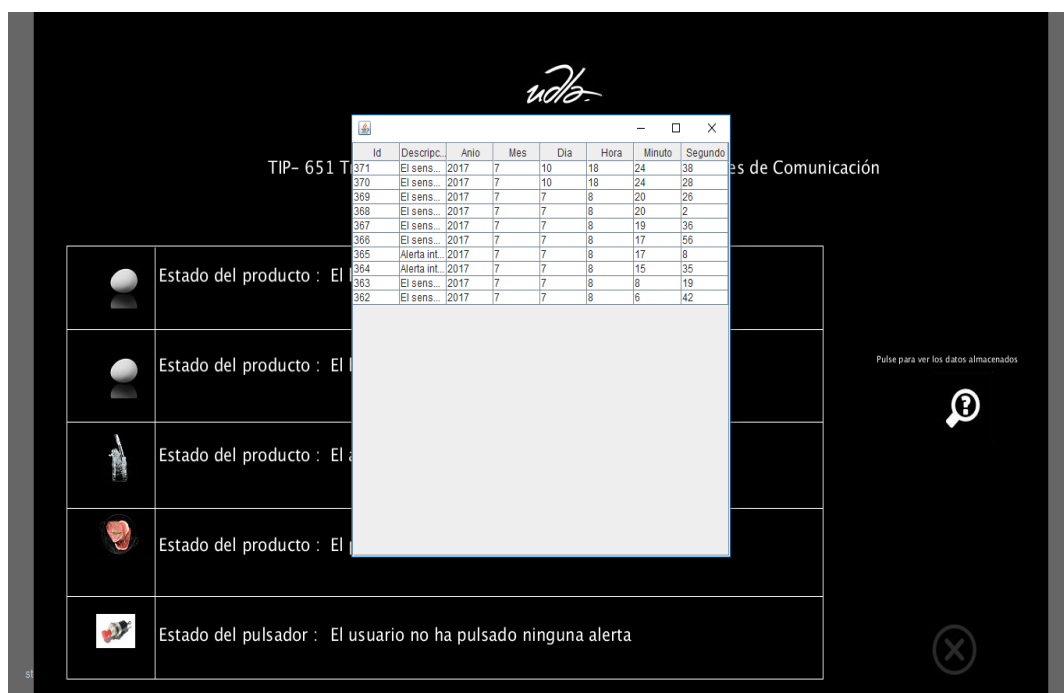 udla.
TIP- 651 T
es de Comunicación
Id Descripc... Anio Mes Dia Hora Minuto Segundo
371 El sens... 2017 7 10 18 24 38
370 El sens... 2017 7 10 18 24 28
369 El sens... 2017 7 7 8 20 26
368 El sens... 2017 7 7 8 20 2
367 El sens... 2017 7 7 8 19 36
366 El sens... 2017 7 7 8 17 56
365 Alerta int... 2017 7 7 8 17 8
364 Alerta int... 2017 7 7 8 15 35
363 El sens... 2017 7 7 8 8 19
362 El sens... 2017 7 7 8 6 42
Estado del producto : El
Estado del producto : El
Pulse para ver los datos almacenados
Estado del producto : El
Estado del producto : El
Estado del pulsador : El usuario no ha pulsado ninguna alerta
st